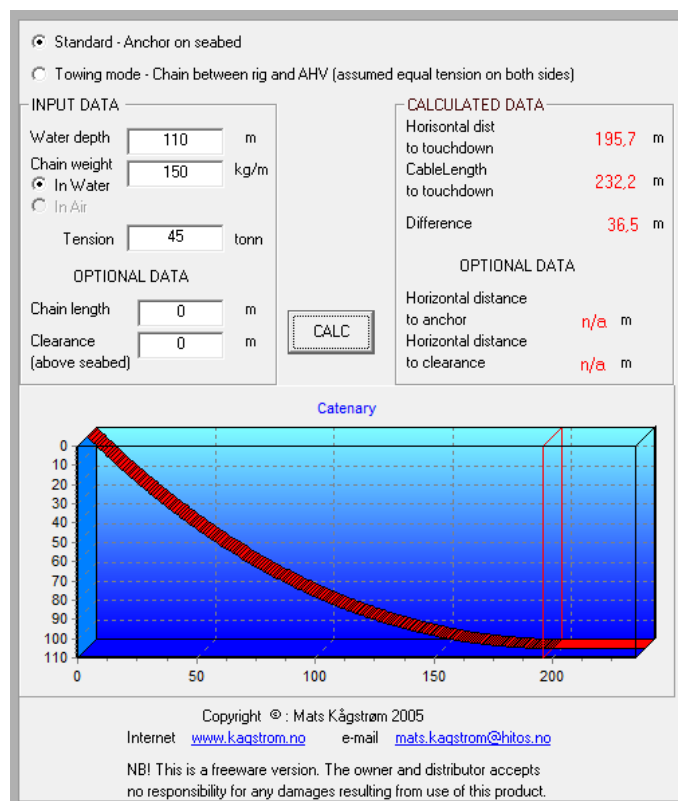 Standard - Anchor on seabed
Towing mode - Chain between rig and AHV (assumed equal tension on both sides)
INPUT DATA
Water depth 110 m
Chain weight 150 kg/m
In Water
In Air
Tension 45 tonn
OPTIONAL DATA
Chain length 0 m
Clearance 0 m
(above seabed)
CALC
CALCULATED DATA
Horisontal dist
to touchdown 195,7 m
CableLength
to touchdown 232,2 m
Difference 36,5 m
OPTIONAL DATA
Horizontal distance
to anchor n/a m
Horizontal distance
to clearance n/a m
Catenary
0
10
20
30
40
50
60
70
80
90
100
110
0 50 100 150 200
Copyright © : Mats Kågstrøm 2005
Internet www.kagstrom.no e-mail mats.kagstrom@hitos.no
NB! This is a freeware version. The owner and distributor accepts
no responsibility for any damages resulting from use of this product.